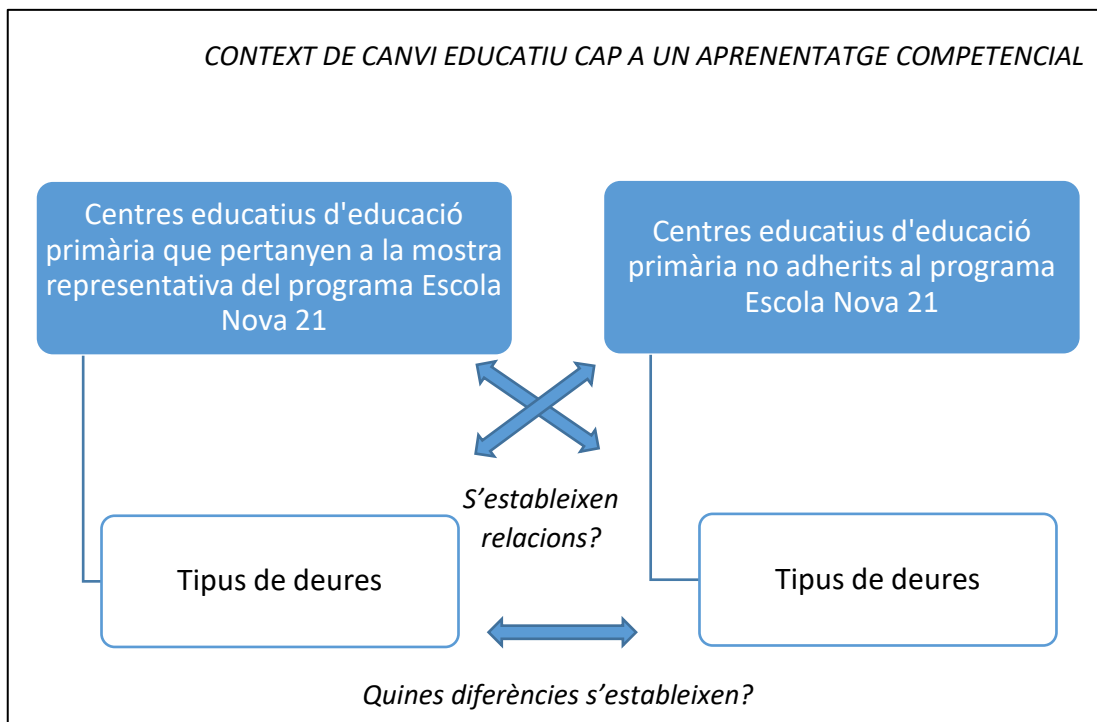 CONTEXT DE CANVI EDUCATIU CAP A UN APRENENTATGE COMPETENCIAL
Centres educatius d'educació
primària que pertanyen a la mostra
representativa del programa Escola
Nova 21
Centres educatius d'educació
primària no adherits al programa
Escola Nova 21
S’estableixen
relacions?
Tipus de deures
Tipus de deures
Quines diferències s’estableixen?